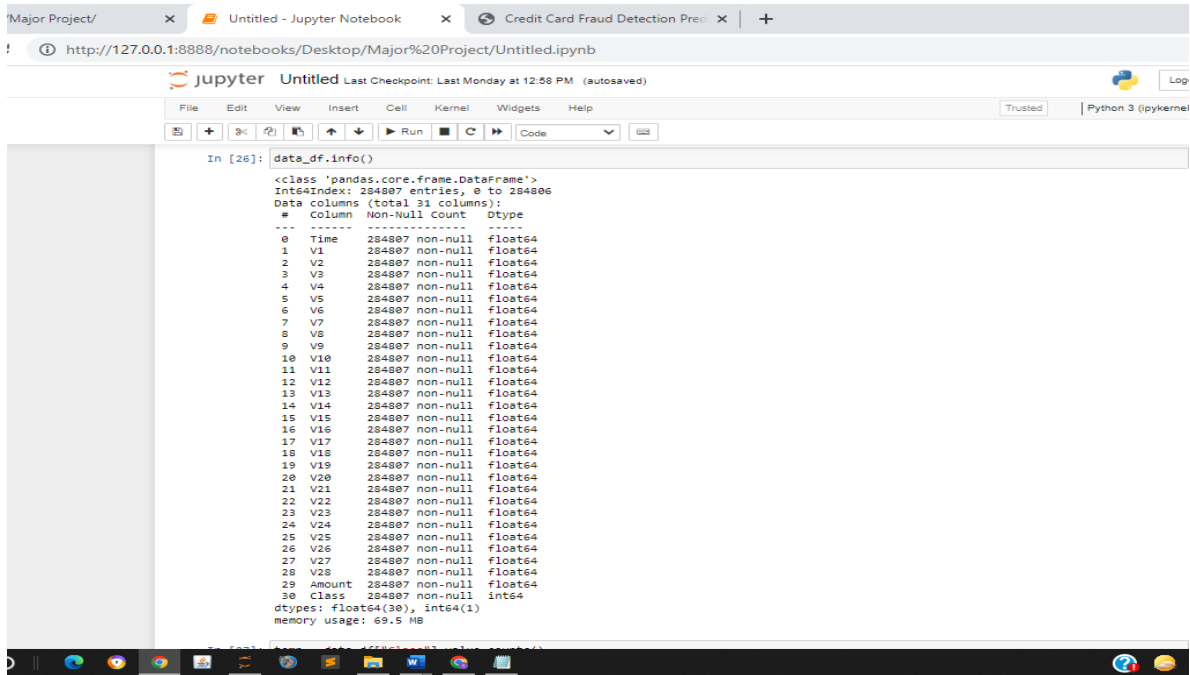 /Major Project/ Untitled - Jupyter Notebook Credit Card Fraud Detection Pred
http://127.0.0.1:8888/notebooks/Desktop/Major%20Project/Untitled.ipynb
jupyter Untitled Last Checkpoint: Last Monday at 12:58 PM (autosaved) Log
File Edit View Insert Cell Kernel Widgets Help Trusted Python 3 (ipykernel
Run Code
In [26]: data_df.info()
<class 'pandas.core.frame.DataFrame'>
Int64Index: 284807 entries, 0 to 284806
Data columns (total 31 columns):
# Column Non-Null Count Dtype
--- ------ -------------- -----
0 Time 284807 non-null float64
1 V1 284807 non-null float64
2 V2 284807 non-null float64
3 V3 284807 non-null float64
4 V4 284807 non-null float64
5 V5 284807 non-null float64
6 V6 284807 non-null float64
7 V7 284807 non-null float64
8 V8 284807 non-null float64
9 V9 284807 non-null float64
10 V10 284807 non-null float64
11 V11 284807 non-null float64
12 V12 284807 non-null float64
13 V13 284807 non-null float64
14 V14 284807 non-null float64
15 V15 284807 non-null float64
16 V16 284807 non-null float64
17 V17 284807 non-null float64
18 V18 284807 non-null float64
19 V19 284807 non-null float64
20 V20 284807 non-null float64
21 V21 284807 non-null float64
22 V22 284807 non-null float64
23 V23 284807 non-null float64
24 V24 284807 non-null float64
25 V25 284807 non-null float64
26 V26 284807 non-null float64
27 V27 284807 non-null float64
28 V28 284807 non-null float64
29 Amount 284807 non-null float64
30 Class 284807 non-null int64
dtypes: float64(30), int64(1)
memory usage: 69.5 MB